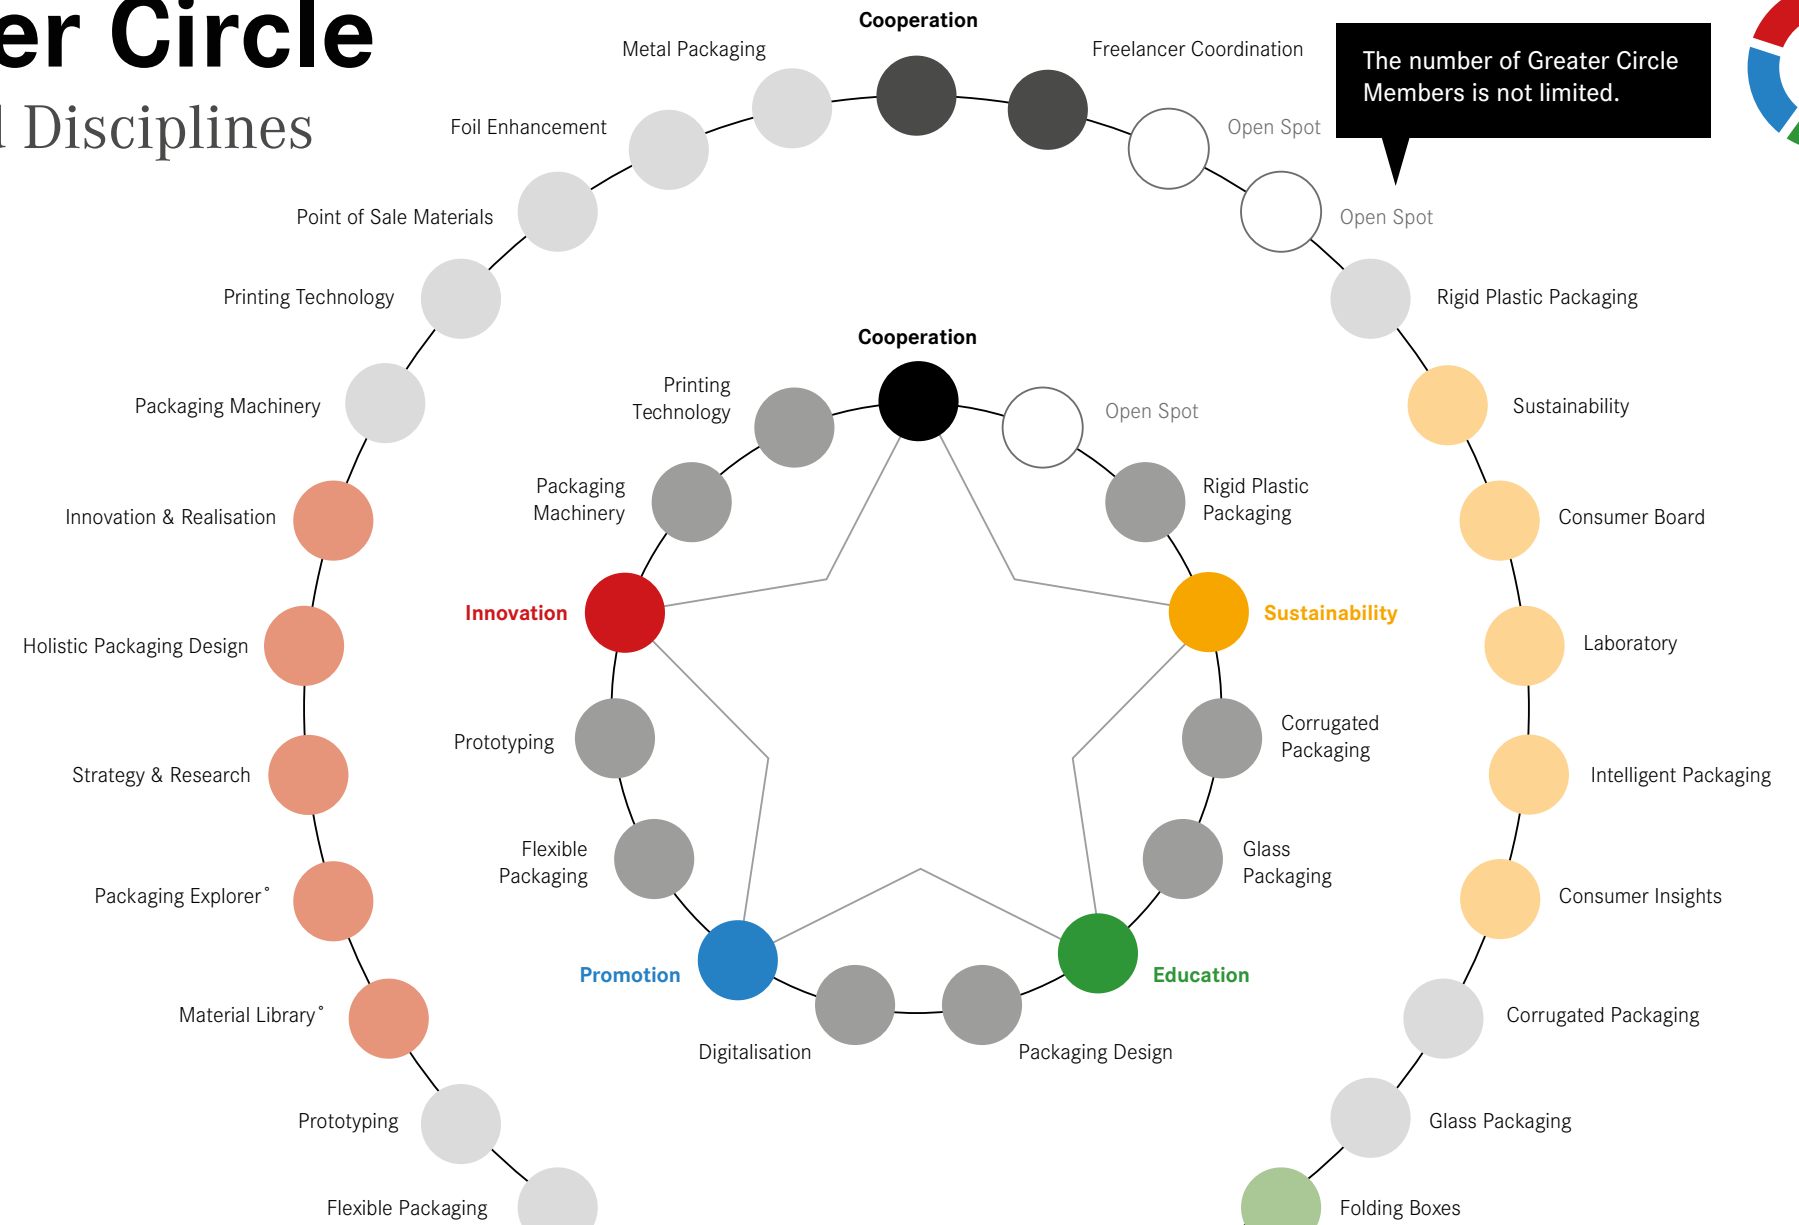 er Circle
Disciplines
Cooperation
Metal Packaging
Freelancer Coordination
The number of Greater Circle
Members is not limited.
Foil Enhancement
Open Spot
Point of Sale Materials
Open Spot
Printing Technology
Rigid Plastic Packaging
Cooperation
Printing
Technology
Open Spot
Packaging Machinery
Sustainability
Packaging
Machinery
Rigid Plastic
Packaging
Innovation & Realisation
Consumer Board
Innovation
Sustainability
Holistic Packaging Design
Laboratory
Prototyping
Corrugated
Packaging
Strategy & Research
Intelligent Packaging
Flexible
Packaging
Glass
Packaging
Packaging Explorer°
Consumer Insights
Promotion
Education
Material Library°
Corrugated Packaging
Digitalisation
Packaging Design
Prototyping
Glass Packaging
Flexible Packaging
Folding Boxes